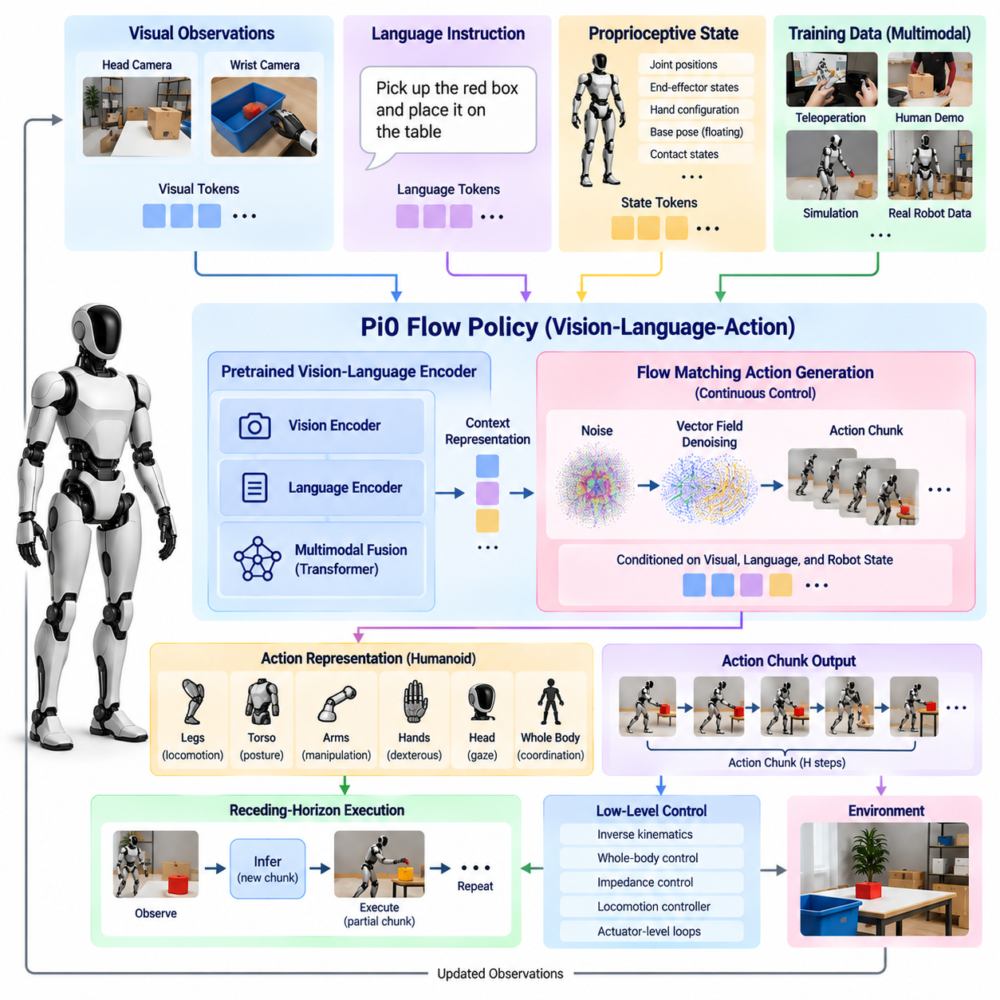 Visual Observations
Head Camera
Wrist Camera
Visual Tokens
Language Instruction
Pick up the red box
and place it on
the table
Language Tokens
Proprioceptive State
Joint positions
End-effector states
Hand configuration
Base pose (floating)
Contact states
...
State Tokens
Training Data (Multimodal)
Teleoperation
Human Demo
Simulation
Real Robot Data
...
Pi0 Flow Policy (Vision-Language-Action)
Pretrained Vision-Language Encoder
Vision Encoder
Language Encoder
Multimodal Fusion
(Transformer)
Context
Representation
...
Flow Matching Action Generation
(Continuous Control)
Noise
Vector Field
Denoising
Action Chunk
...
Conditioned on Visual, Language, and Robot State
...
Action Representation (Humanoid)
Legs
(locomotion)
Torso
(posture)
Arms
(manipulation)
Hands
(dexterous)
Head
(gaze)
Whole Body
(coordination)
Action Chunk Output
...
Action Chunk (H steps)
Receding-Horizon Execution
Observe
Infer
(new chunk)
Execute
(partial chunk)
...
Repeat
Low-Level Control
Inverse kinematics
Whole-body control
Impedance control
Locomotion controller
Actuator-level loops
Environment
Updated Observations